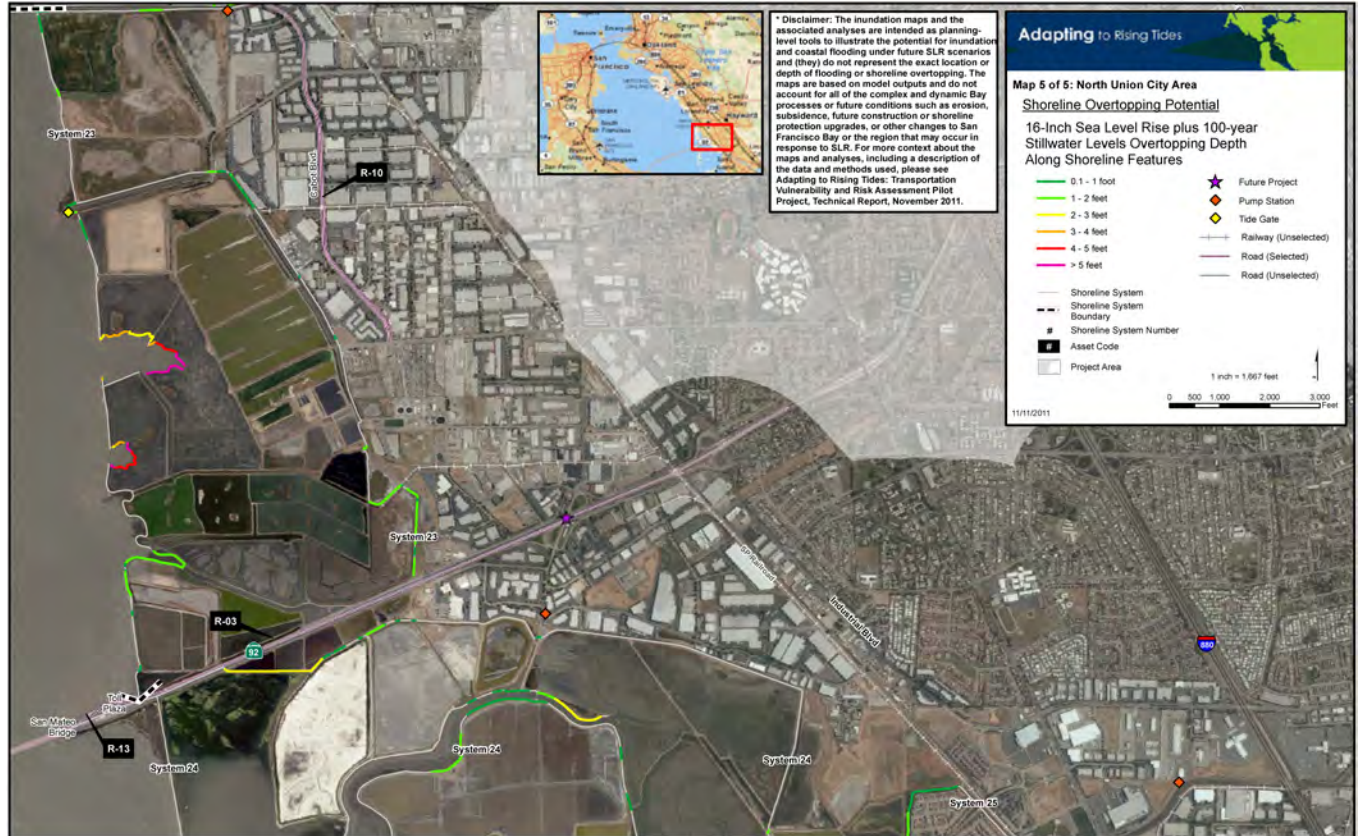 * Disclaimer: The inundation maps and the
associated analyses are intended as planning-
level tools to illustrate the potential for inundation
and coastal flooding under future SLR scenarios
and (they) do not represent the exact location or
depth of flooding or shoreline overtopping. The
maps are based on model outputs and do not
account for all of the complex and dynamic Bay
processes or future conditions such as erosion,
subsidence, future construction or shoreline
protection upgrades, or other changes to San
Francisco Bay or the region that may occur in
response to SLR. For more context about the
maps and analyses, including a description of
the data and methods used, please see
Adapting to Rising Tides: Transportation
Vulnerability and Risk Assessment Pilot
Project, Technical Report, November 2011.
Adapting to Rising Tides
Map 5 of 5: North Union City Area
Shoreline Overtopping Potential
16-Inch Sea Level Rise plus 100-year
Stillwater Levels Overtopping Depth
Along Shoreline Features
0.1 - 1 foot
1 - 2 feet
2 - 3 feet
3 - 4 feet
4 - 5 feet
> 5 feet
Shoreline System
Shoreline System
Boundary
# Shoreline System Number
# Asset Code
Project Area
Future Project
Pump Station
Tide Gate
Railway (Unselected)
Road (Selected)
Road (Unselected)
1 inch = 1,667 feet
0 500 1,000 2,000 3,000
Feet
11/11/2011
System 23
Cabot Blvd.
R-10
System 23
SP Railroad
Industrial Blvd
R-03
92
880
Toll
Plaza
San Mateo
Bridge
R-13
System 24
System 24
System 24
System 25